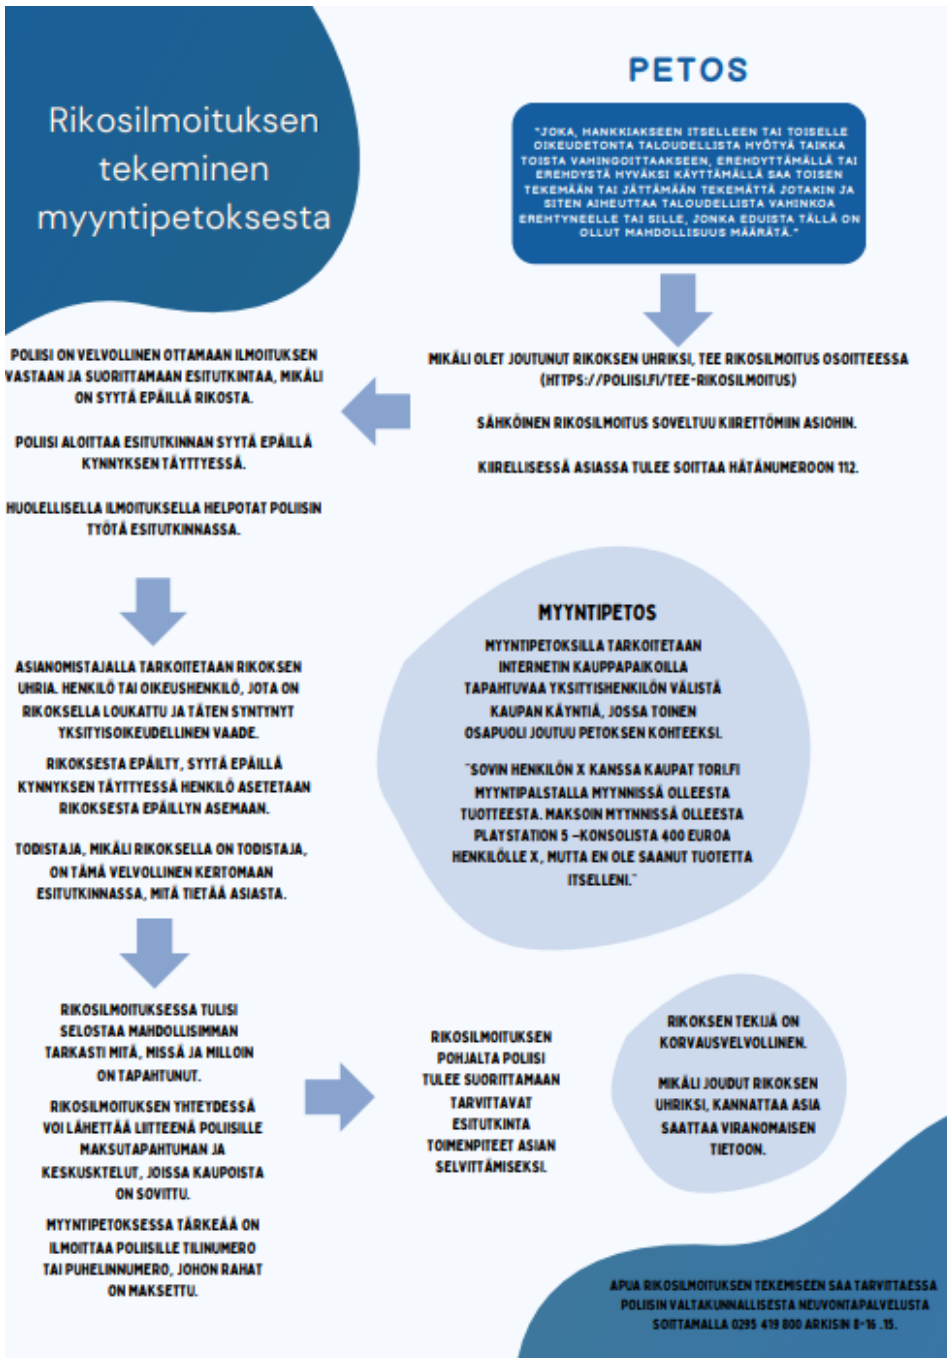 Rikosilmoituksen
tekeminen
myyntipetoksesta
PETOS
"JOKA, HANKKIAKSEEN ITSELLEEN TAI TOISELLE
OIKEUDETONTA TALOUDELLISTA HYÖTYÄ TAIKKA
TOISTA VAHINGOITTAAKSEEN, EREHDYTTÄMÄLLÄ TAI
EREHDYSTÄ HYVÄKSI KÄYTTÄMÄLLÄ SAA TOISEN
TEKEMÄÄN TAI JÄTTÄMÄÄN TEKEMÄTTÄ JOTAKIN JA
SITEN AIHEUTTAA TALOUDELLISTA VAHINKOA
EREHTYNEELLE TAI SILLE, JONKA EDUISTA TÄLLÄ ON
OLLUT MAHDOLLISUUS MÄÄRÄTÄ."
MIKÄLI OLET JOUTUNUT RIKOKSEN UHRIKSI, TEE RIKOSILMOITUS OSOITTEESSA
(HTTPS://POLIISI.FI/TEE-RIKOSILMOITUS)
SÄHKÖINEN RIKOSILMOITUS SOVELTUU KIIRETTÖMIIN ASIOHIN.
KIIRELLISESSÄ ASIASSA TULEE SOITTAA HÄTÄNUMEROON 112.
POLIISI ON VELVOLLINEN OTTAMAAN ILMOITUKSEN
VASTAAN JA SUORITTAMAAN ESITUTKINTAA, MIKÄLI
ON SYYTÄ EPÄILLÄ RIKOSTA.
POLIISI ALOITTAA ESITUTKINNAN SYYTÄ EPÄILLÄ
KYNNYKSEN TÄYTTYESSÄ.
HUOLELLISELLA ILMOITUKSELLA HELPOTAT POLIISIN
TYÖTÄ ESITUTKINNASSA.
ASIANOMISTAJALLA TARKOITETAAN RIKOKSEN
UHRIA. HENKILÖ TAI OIKEUSHENKILÖ, JOTA ON
RIKOKSELLA LOUKATTU JA TÄTEN SYNTYNYT
YKSITYISOIKEUDELLINEN VAADE.
RIKOKSESTA EPÄILTY, SYYTÄ EPÄILLÄ
KYNNYKSEN TÄYTTYESSÄ HENKILÖ ASETETAAN
RIKOKSESTA EPÄILLYN ASEMAAN.
TODISTAJA, MIKÄLI RIKOKSELLA ON TODISTAJA,
ON TÄMÄ VELVOLLINEN KERTOMAAN
ESITUTKINNASSA, MITÄ TIETÄÄ ASIASTA.
MYYNTIPETOS
MYYNTIPETOKSILLA TARKOITETAAN
INTERNETIN KAUPPAPAIKOILLA
TAPAHTUVAA YKSITYISHENKILÖN VÄLISTÄ
KAUPAN KÄYNTIÄ, JOSSA TOINEN
OSAPUOLI JOUTUU PETOKSEN KOHTEEKSI.
"SOVIN HENKILÖN X KANSSA KAUPAT TORI.FI
MYYNTIPALSTALLA MYYNNISSÄ OLLEESTA
TUOTTEESTA. MAKSOIN MYYNNISSÄ OLLEESTA
PLAYSTATION 5 –KONSOLISTA 400 EUROA
HENKILÖLLE X, MUTTA EN OLE SAANUT TUOTETTA
ITSELLENI."
RIKOSILMOITUKSESSA TULISI
SELOSTAA MAHDOLLISIMMAN
TARKASTI MITÄ, MISSÄ JA MILLOIN
ON TAPAHTUNUT.
RIKOSILMOITUKSEN YHTEYDESSÄ
VOI LÄHETTÄÄ LIITTEENÄ POLIISILLE
MAKSUTAPAHTUMAN JA
KESKUSKTELUT, JOISSA KAUPOISTA
ON SOVITTU.
MYYNTIPETOKSESSA TÄRKEÄÄ ON
ILMOITTAA POLIISILLE TILINUMERO
TAI PUHELINNUMERO, JOHON RAHAT
ON MAKSETTU.
RIKOSILMOITUKSEN
POHJALTA POLIISI
TULEE SUORITTAMAAN
TARVITTAVAT
ESITUTKINTA
TOIMENPITEET ASIAN
SELVITTÄMISEKSI.
RIKOKSEN TEKIJÄ ON
KORVAUSVELVOLLINEN.
MIKÄLI JOUDUT RIKOKSEN
UHRIKSI, KANNATTAA ASIA
SAATTAA VIRANOMAISEN
TIETOON.
APUA RIKOSILMOITUKSEN TEKEMISEEN SAA TARVITTAESSA
POLIISIN VALTAKUNNALLISESTA NEUVONTAPALVELUSTA
SOITTAMALLA 0295 419 800 ARKISIN 8-16 .15.